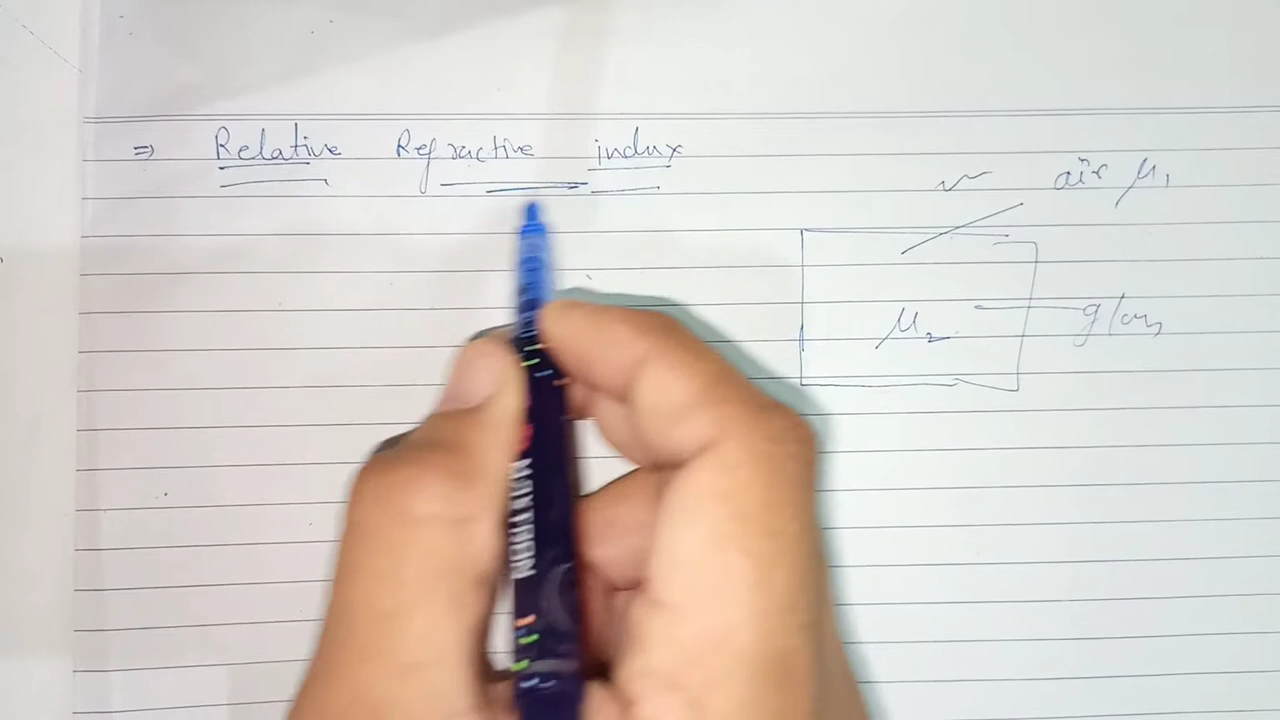 ⇒ Relative Refractive index
air μ₁
μ₂
glass